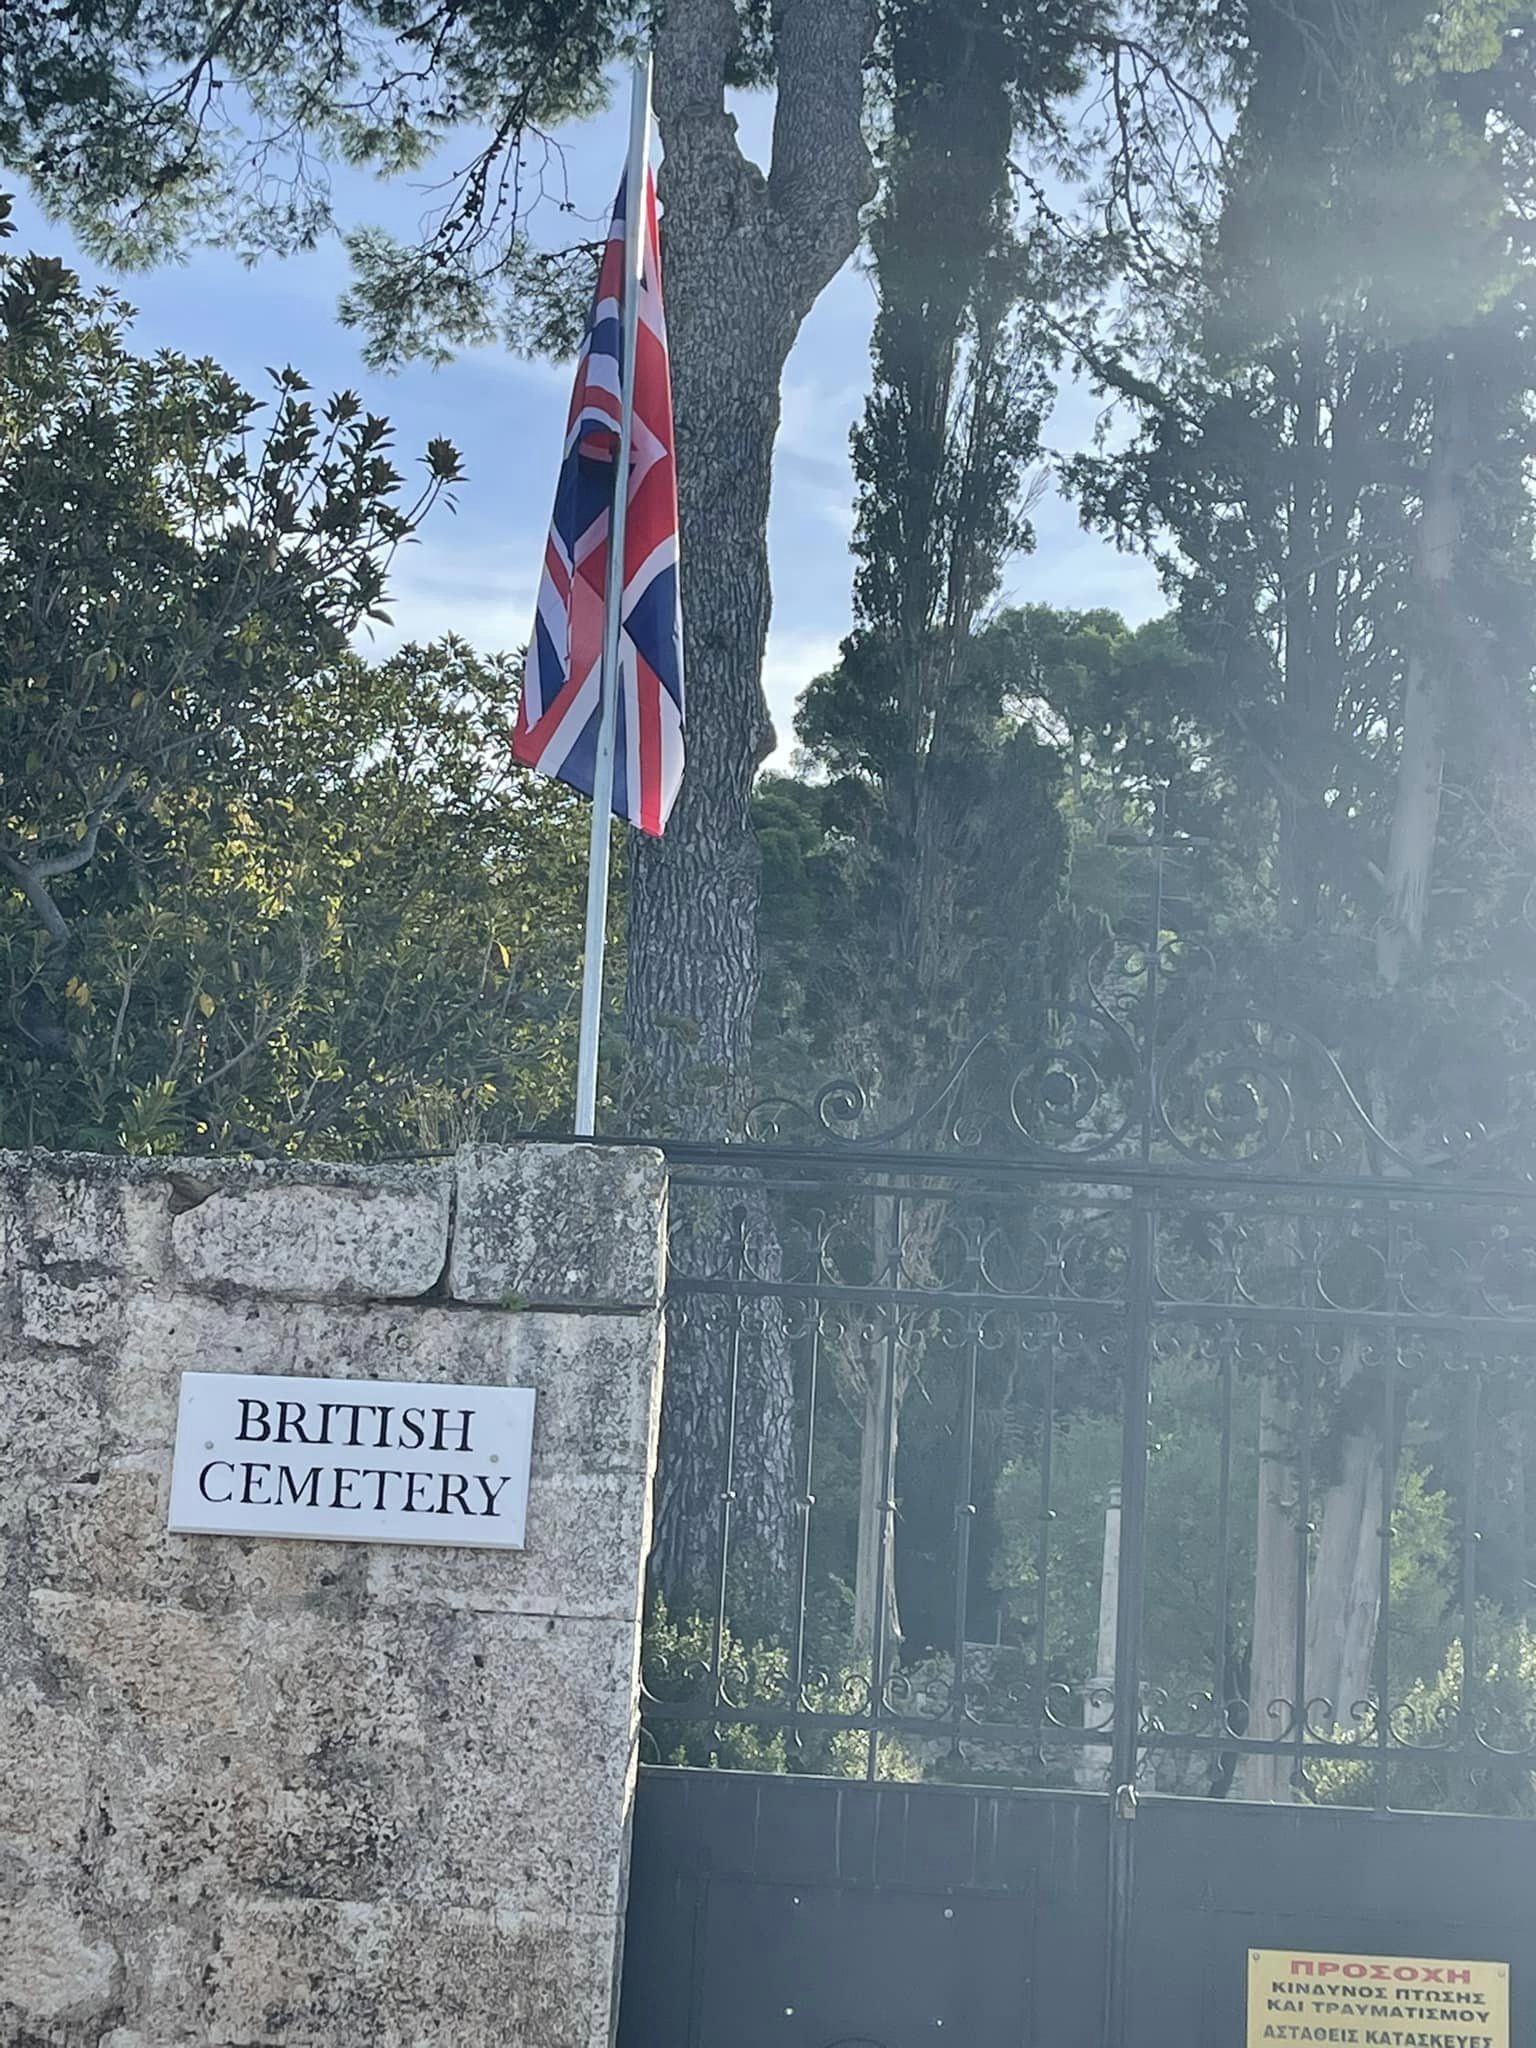 BRITISH
CEMETERY
ΠΡΟΣΟΧΗ
ΚΙΝΔΥΝΟΣ ΠΤΩΣΗΣ
ΚΑΙ ΤΡΑΥΜΑΤΙΣΜΟΥ
ΑΣΤΑΘΕΙΣ ΚΑΤΑΣΚΕΥΕΣ